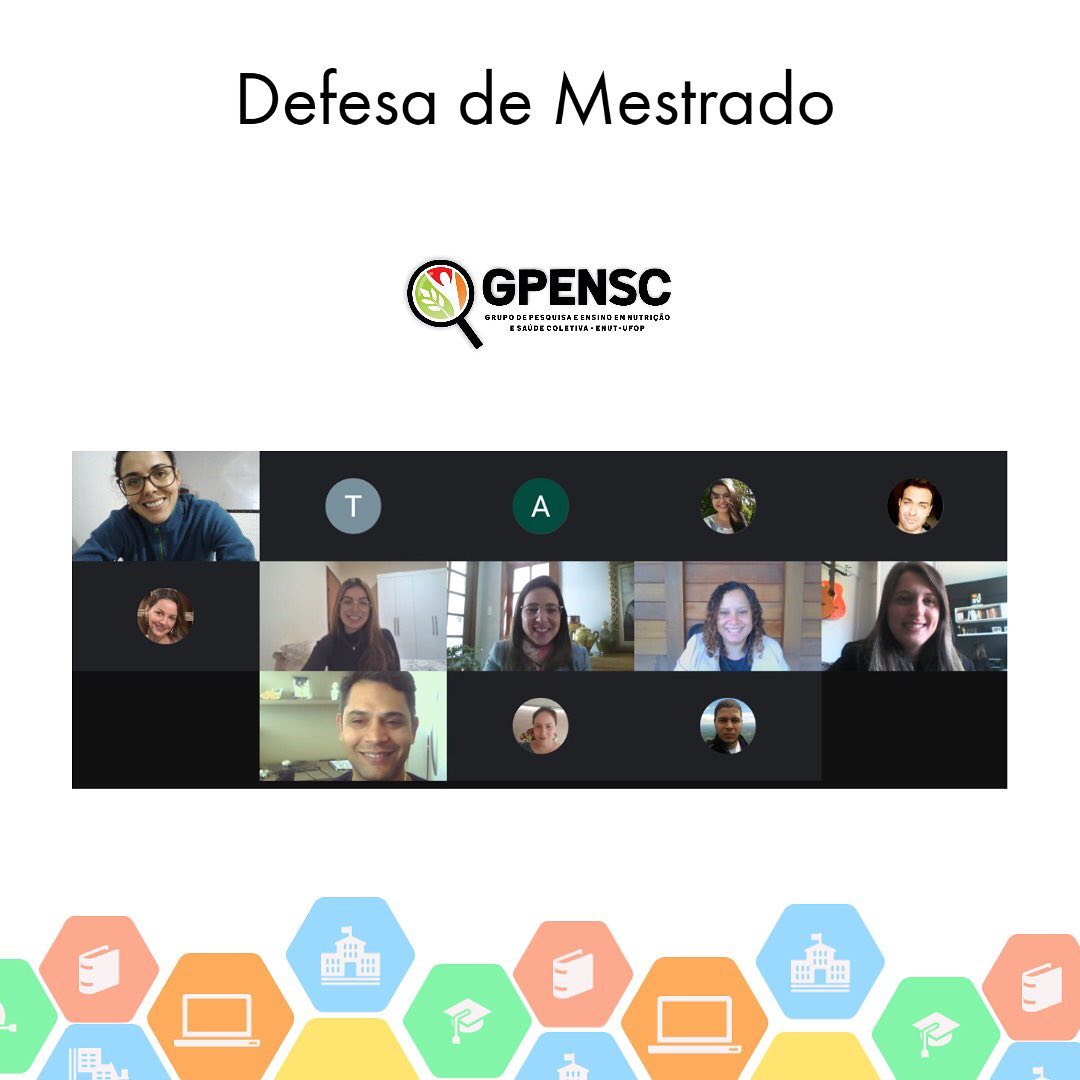 Defesa de Mestrado
GPENSC
GRUPO DE PESQUISA E ENSINO EM NUTRIÇÃO
E SAÚDE COLETIVA - ENUT - UFOP
T
A